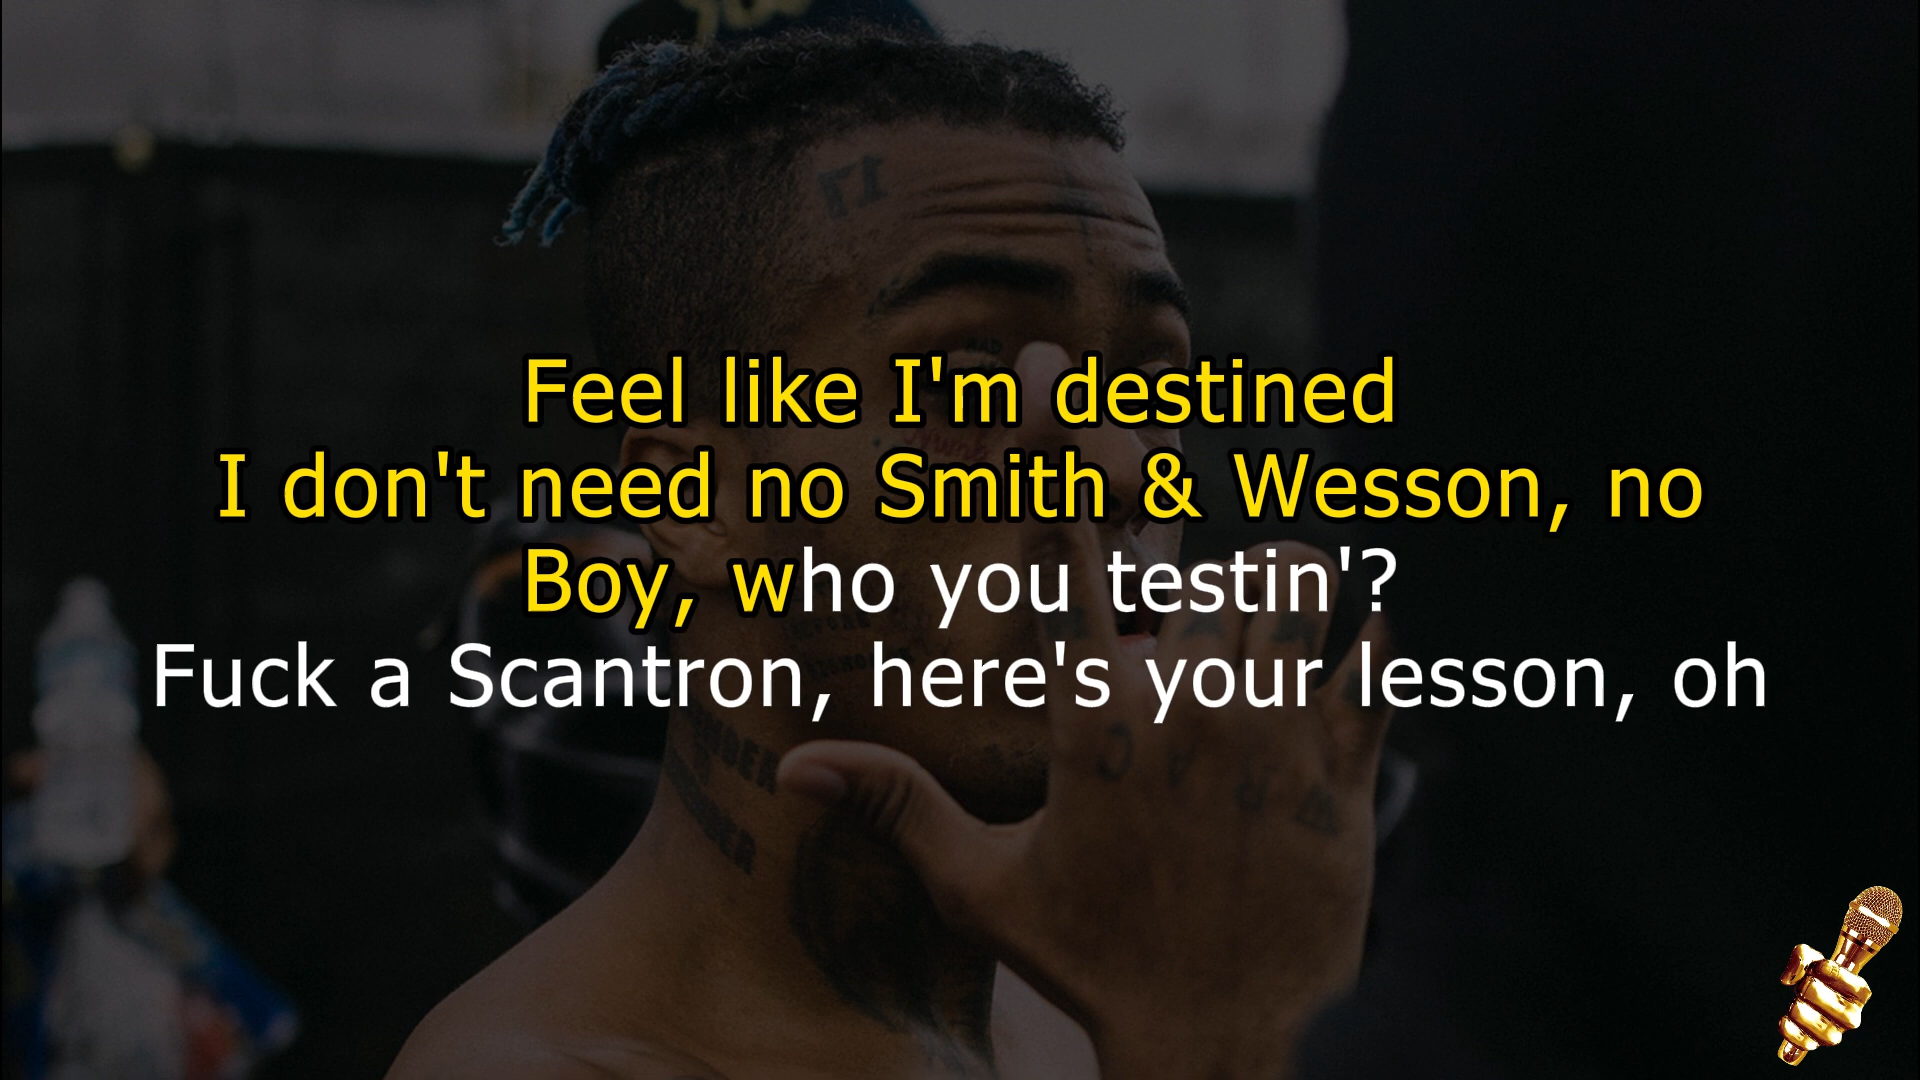 17
Feel like I'm destined
I don't need no Smith & Wesson, no
Boy, who you testin'?
Fuck a Scantron, here's your lesson, oh